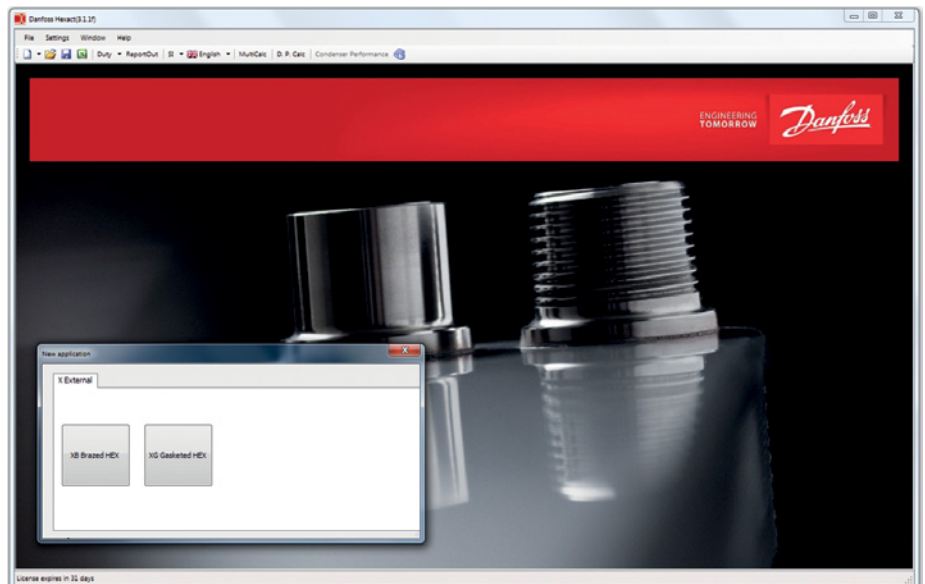 Danfoss Hexact(3.1.1f)
File Settings Window Help
Duty ReportOut SI English MultiCalc D. P. Calc Condenser Performance
ENGINEERING
TOMORROW
Danfoss
New application
X External
XB Brazed HEX XG Gasketed HEX
License expires in 31 days